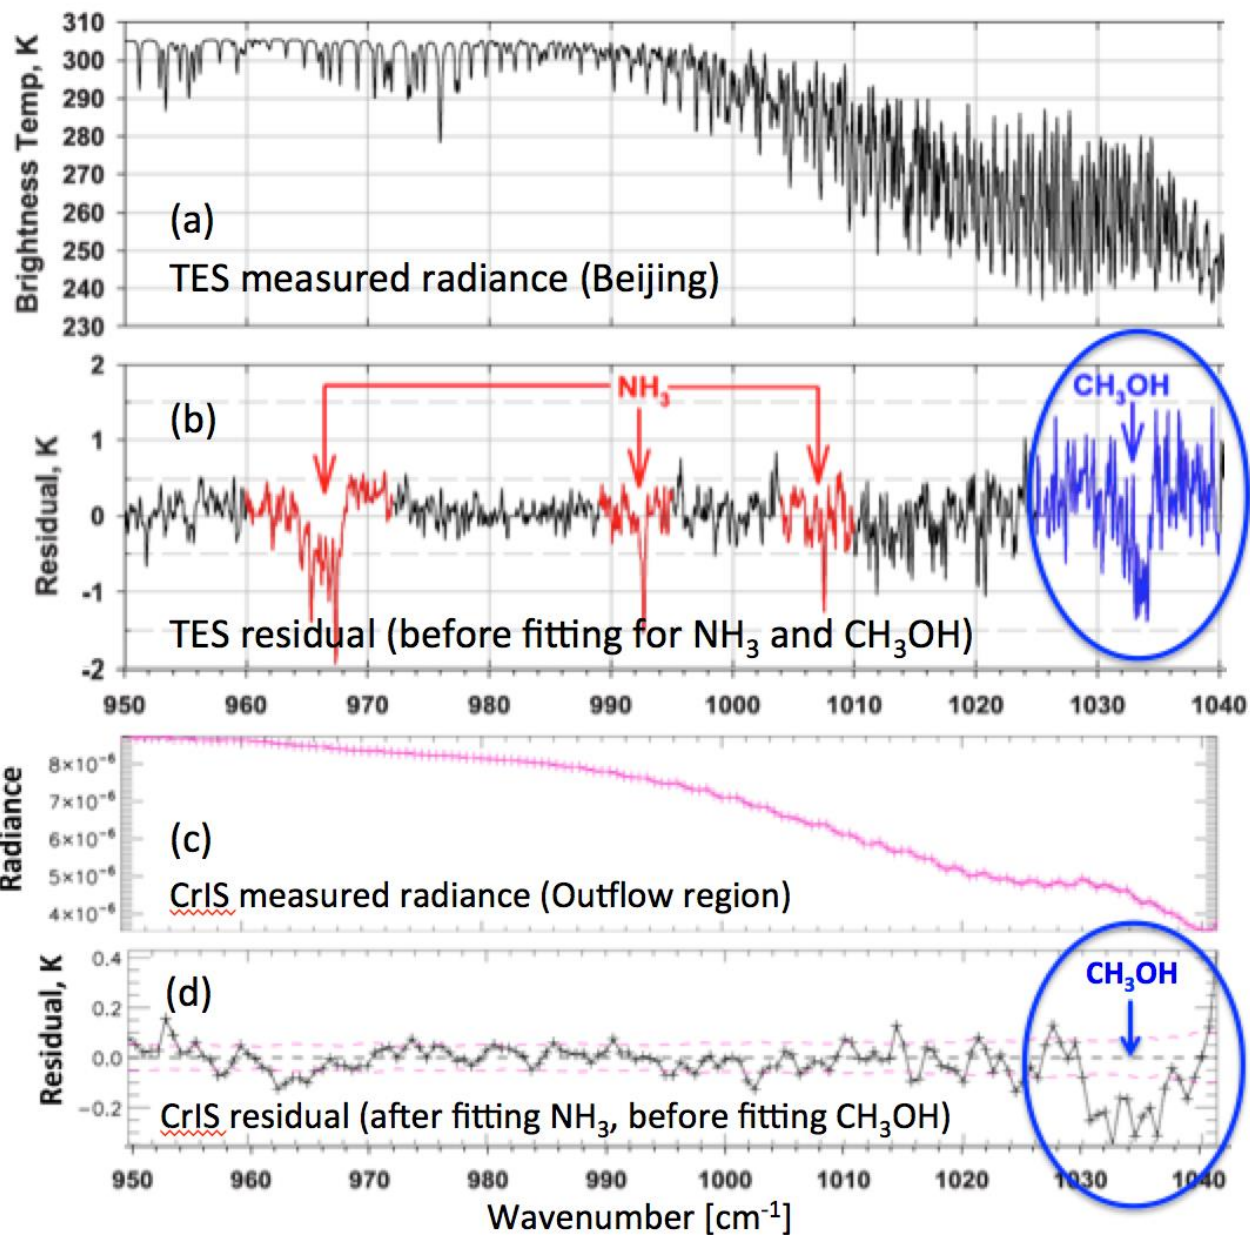 310
300
290
280
270
260
250
240
230
Brightness Temp, K
(a)
TES measured radiance (Beijing)
2
1
0
-1
-2
Residual, K
(b)
NH₃
CH₃OH
TES residual (before fitting for NH₃ and CH₃OH)
950 960 970 980 990 1000 1010 1020 1030 1040
8×10⁻⁶
7×10⁻⁶
6×10⁻⁶
5×10⁻⁶
4×10⁻⁶
Radiance
(c)
CrIS measured radiance (Outflow region)
0.4
0.2
0.0
−0.2
Residual, K
(d)
CH₃OH
CrIS residual (after fitting NH₃, before fitting CH₃OH)
950 960 970 980 990 1000 1010 1020 1030 1040
Wavenumber [cm⁻¹]